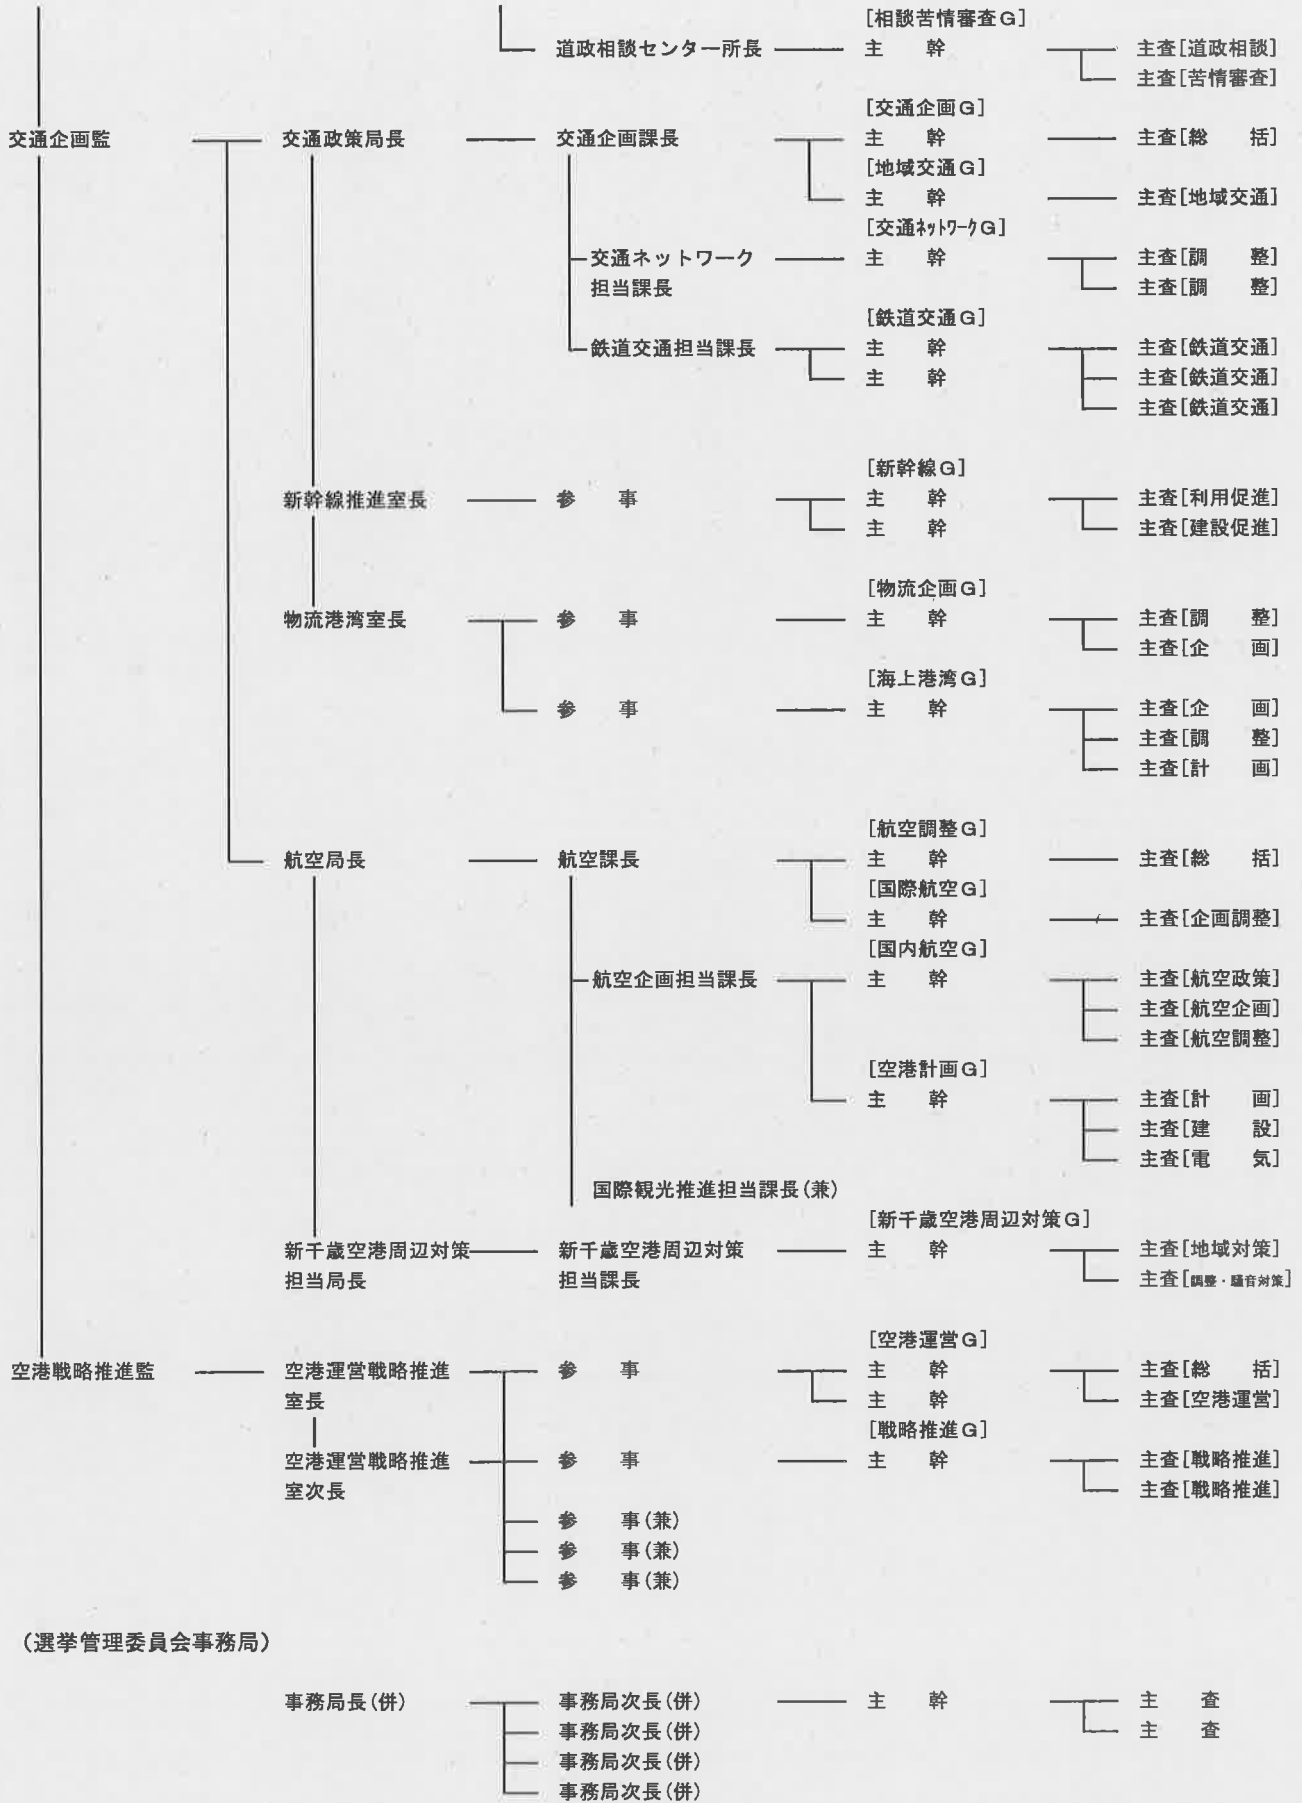 [相談苦情審査G]
道政相談センター所長 主　幹 主査[道政相談]
主査[苦情審査]
[交通企画G]
交通企画監 交通政策局長 交通企画課長 主　幹 主査[総　括]
[地域交通G]
主　幹 主査[地域交通]
[交通ﾈｯﾄﾜｰｸG]
交通ネットワーク 主　幹 主査[調　整]
担当課長 主査[調　整]
[鉄道交通G]
鉄道交通担当課長 主　幹 主査[鉄道交通]
主　幹 主査[鉄道交通]
主査[鉄道交通]
[新幹線G]
新幹線推進室長 参　事 主　幹 主査[利用促進]
主　幹 主査[建設促進]
[物流企画G]
物流港湾室長 参　事 主　幹 主査[調　整]
主査[企　画]
[海上港湾G]
参　事 主　幹 主査[企　画]
主査[調　整]
主査[計　画]
[航空調整G]
航空局長 航空課長 主　幹 主査[総　括]
[国際航空G]
主　幹 主査[企画調整]
[国内航空G]
航空企画担当課長 主　幹 主査[航空政策]
主査[航空企画]
主査[航空調整]
[空港計画G]
主　幹 主査[計　画]
主査[建　設]
主査[電　気]
国際観光推進担当課長(兼)
[新千歳空港周辺対策G]
新千歳空港周辺対策 新千歳空港周辺対策 主　幹 主査[地域対策]
担当局長 担当課長 主査[調整・騒音対策]
[空港運営G]
空港戦略推進監 空港運営戦略推進 参　事 主　幹 主査[総　括]
室長 主　幹 主査[空港運営]
[戦略推進G]
空港運営戦略推進 参　事 主　幹 主査[戦略推進]
室次長 主査[戦略推進]
参　事(兼)
参　事(兼)
参　事(兼)
(選挙管理委員会事務局)
事務局長(併) 事務局次長(併) 主　幹 主　査
事務局次長(併) 主　査
事務局次長(併)
事務局次長(併)